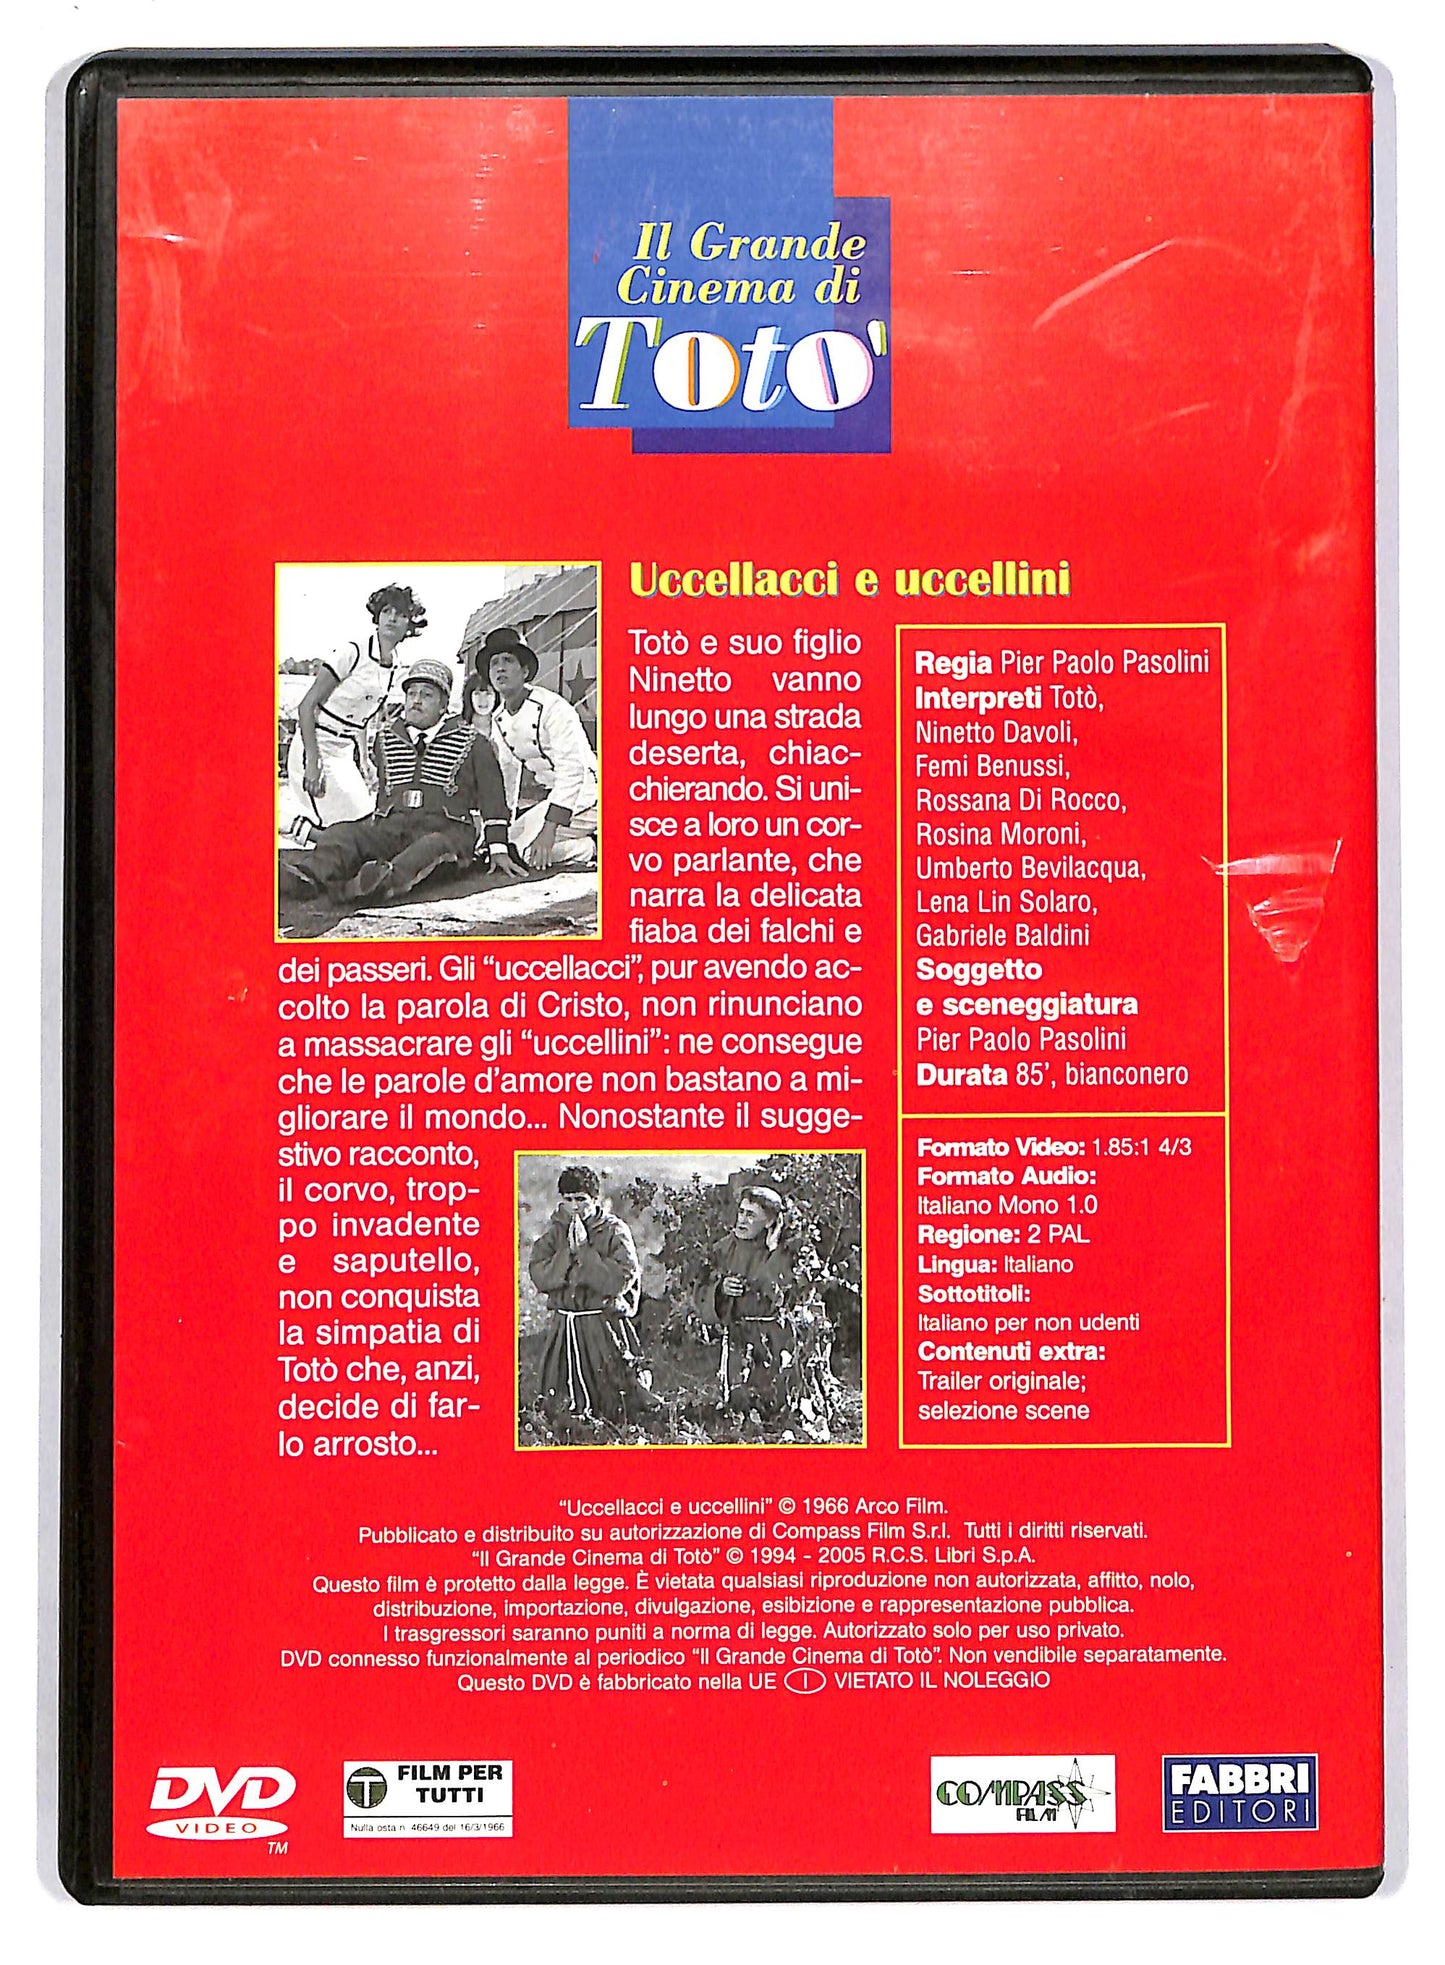 Il Grande
Cinema di
Totò
Uccellacci e uccellini
Totò e suo figlio
Ninetto vanno
lungo una strada
deserta, chiac-
chierando. Si uni-
sce a loro un cor-
vo parlante, che
narra la delicata
fiaba dei falchi e
dei passeri. Gli “uccellacci”, pur avendo ac-
colto la parola di Cristo, non rinunciano
a massacrare gli “uccellini”: ne consegue
che le parole d’amore non bastano a mi-
gliorare il mondo... Nonostante il sugge-
stivo racconto,
il corvo, trop-
po invadente
e saputello,
non conquista
la simpatia di
Totò che, anzi,
decide di far-
lo arrosto...
Regia Pier Paolo Pasolini
Interpreti Totò,
Ninetto Davoli,
Femi Benussi,
Rossana Di Rocco,
Rosina Moroni,
Umberto Bevilacqua,
Lena Lin Solaro,
Gabriele Baldini
Soggetto
e sceneggiatura
Pier Paolo Pasolini
Durata 85’, bianconero
Formato Video: 1.85:1 4/3
Formato Audio:
Italiano Mono 1.0
Regione: 2 PAL
Lingua: Italiano
Sottotitoli:
Italiano per non udenti
Contenuti extra:
Trailer originale;
selezione scene
“Uccellacci e uccellini” © 1966 Arco Film.
Pubblicato e distribuito su autorizzazione di Compass Film S.r.l. Tutti i diritti riservati.
“Il Grande Cinema di Totò” © 1994 - 2005 R.C.S. Libri S.p.A.
Questo film è protetto dalla legge. È vietata qualsiasi riproduzione non autorizzata, affitto, nolo,
distribuzione, importazione, divulgazione, esibizione e rappresentazione pubblica.
I trasgressori saranno puniti a norma di legge. Autorizzato solo per uso privato.
DVD connesso funzionalmente al periodico “Il Grande Cinema di Totò”. Non vendibile separatamente.
Questo DVD è fabbricato nella UE I VIETATO IL NOLEGGIO
DVD
VIDEO
TM
T FILM PER
TUTTI
Nulla osta n. 46649 del 16/3/1966
COMPASS
FILM
FABBRI
EDITORI